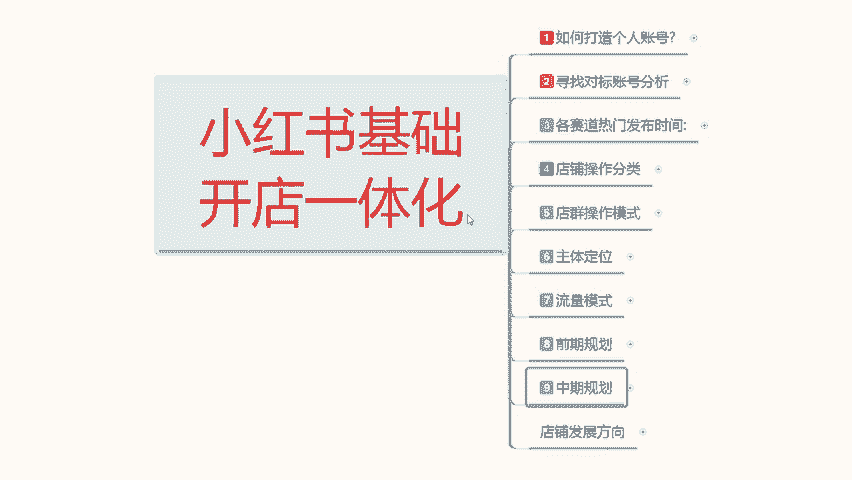 小红书基础
开店一体化
1 如何打造个人账号?
2 寻找对标账号分析
3 各赛道热门发布时间:
4 店铺操作分类
5 店群操作模式
6 主体定位
7 流量模式
8 前期规划
9 中期规划
店铺发展方向